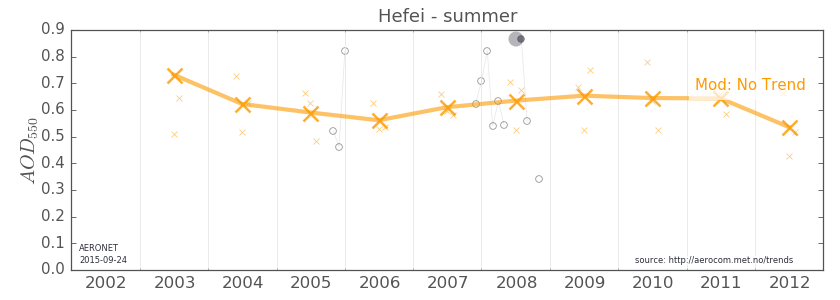 Hefei - summer
0.9
0.8
0.7
0.6
0.5
0.4
0.3
0.2
0.1
0.0
AOD550
Mod: No Trend
AERONET
2015-09-24
source: http://aerocom.met.no/trends
2002 2003 2004 2005 2006 2007 2008 2009 2010 2011 2012